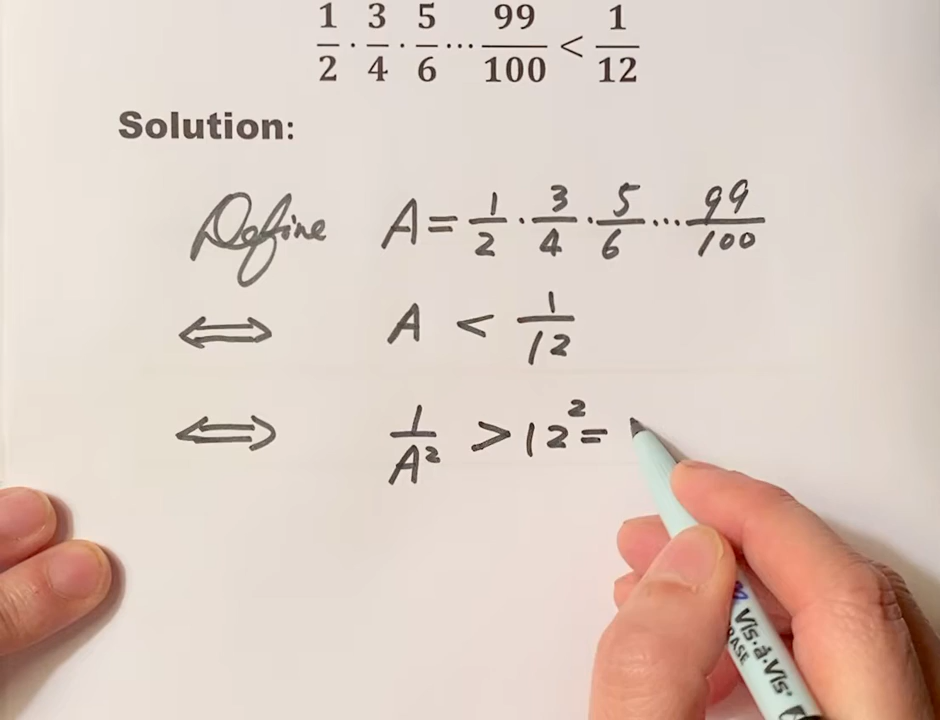 1/2 · 3/4 · 5/6 ··· 99/100 < 1/12
Solution:
Define A = 1/2 · 3/4 · 5/6 ··· 99/100
⟺ A < 1/12
⟺ 1/A² > 12² =
Vis·à·Vis